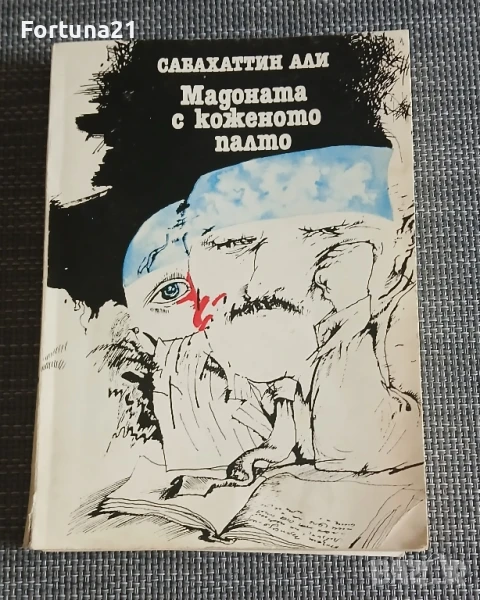 Fortuna21
САБАХАТТИН АЛИ
Мадоната
с коженото
палто